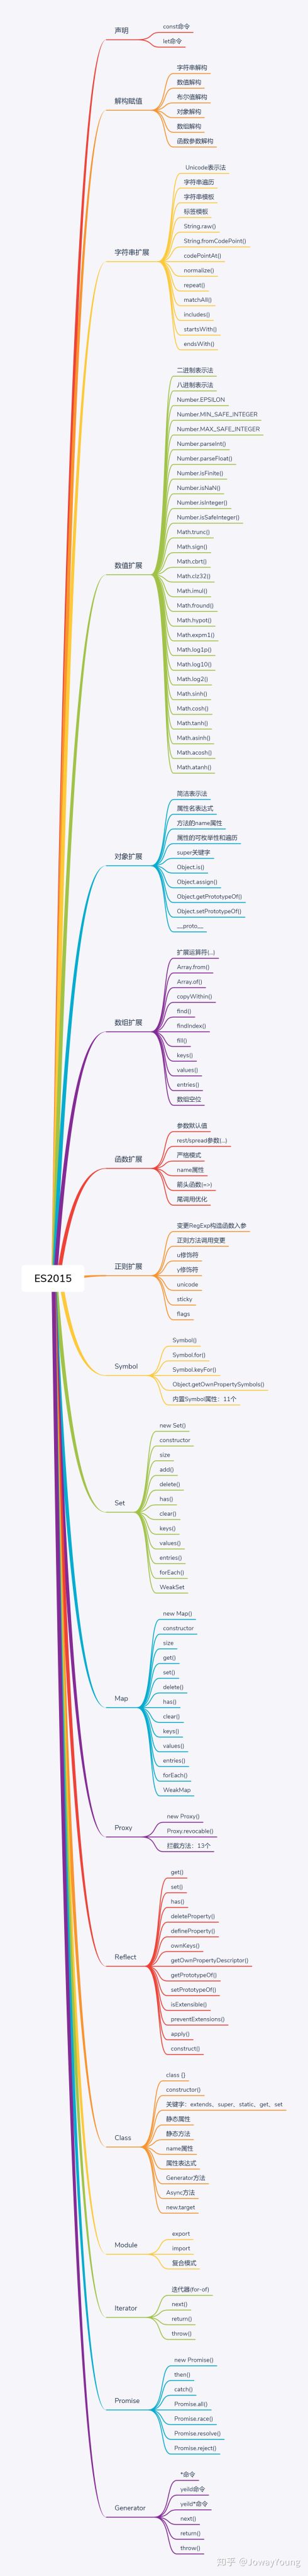 声明
const命令
let命令
解构赋值
字符串解构
数值解构
布尔值解构
对象解构
数组解构
函数参数解构
字符串扩展
Unicode表示法
字符串遍历
字符串模板
标签模板
String.raw()
String.fromCodePoint()
codePointAt()
normalize()
repeat()
matchAll()
includes()
startsWith()
endsWith()
数值扩展
二进制表示法
八进制表示法
Number.EPSILON
Number.MIN_SAFE_INTEGER
Number.MAX_SAFE_INTEGER
Number.parseInt()
Number.parseFloat()
Number.isFinite()
Number.isNaN()
Number.isInteger()
Number.isSafeInteger()
Math.trunc()
Math.sign()
Math.cbrt()
Math.clz32()
Math.imul()
Math.fround()
Math.hypot()
Math.expm1()
Math.log1p()
Math.log10()
Math.log2()
Math.sinh()
Math.cosh()
Math.tanh()
Math.asinh()
Math.acosh()
Math.atanh()
对象扩展
简洁表示法
属性名表达式
方法的name属性
属性的可枚举性和遍历
super关键字
Object.is()
Object.assign()
Object.getPrototypeOf()
Object.setPrototypeOf()
__proto__
数组扩展
扩展运算符(...)
Array.from()
Array.of()
copyWithin()
find()
findIndex()
fill()
keys()
values()
entries()
数组空位
函数扩展
参数默认值
rest/spread参数(...)
严格模式
name属性
箭头函数(=>)
尾调用优化
ES2015
正则扩展
变更RegExp构造函数入参
正则方法调用变更
u修饰符
y修饰符
unicode
sticky
flags
Symbol
Symbol()
Symbol.for()
Symbol.keyFor()
Object.getOwnPropertySymbols()
内置Symbol属性：11个
Set
new Set()
constructor
size
add()
delete()
has()
clear()
keys()
values()
entries()
forEach()
WeakSet
Map
new Map()
constructor
size
get()
set()
delete()
has()
clear()
keys()
values()
entries()
forEach()
WeakMap
Proxy
new Proxy()
Proxy.revocable()
拦截方法：13个
Reflect
get()
set()
has()
deleteProperty()
defineProperty()
ownKeys()
getOwnPropertyDescriptor()
getPrototypeOf()
setPrototypeOf()
isExtensible()
preventExtensions()
apply()
construct()
Class
class {}
constructor()
关键字：extends、super、static、get、set
静态属性
静态方法
name属性
属性表达式
Generator方法
Async方法
new.target
Module
export
import
复合模式
Iterator
迭代器(for-of)
next()
return()
throw()
Promise
new Promise()
then()
catch()
Promise.all()
Promise.race()
Promise.resolve()
Promise.reject()
Generator
*命令
yeild命令
yeild*命令
next()
return()
throw()
知乎 @JowayYoung